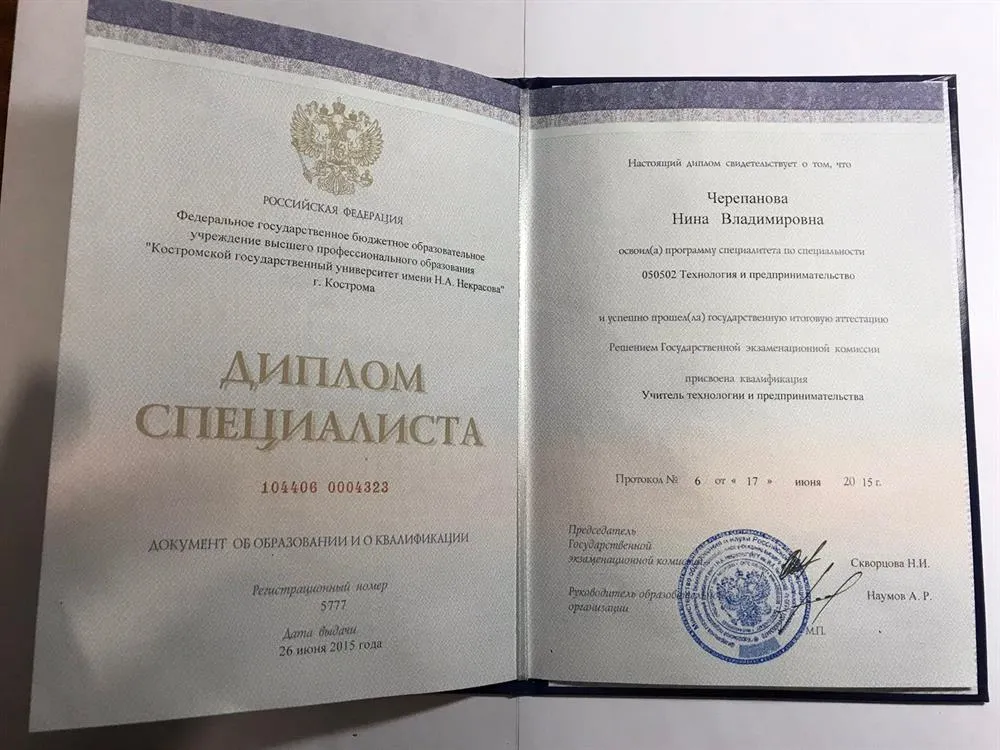 РОССИЙСКАЯ ФЕДЕРАЦИЯ
Федеральное государственное бюджетное образовательное
учреждение высшего профессионального образования
"Костромской государственный университет имени Н.А. Некрасова"
г. Кострома
ДИПЛОМ
СПЕЦИАЛИСТА
104406 0004323
ДОКУМЕНТ ОБ ОБРАЗОВАНИИ И О КВАЛИФИКАЦИИ
Регистрационный номер
5777
Дата выдачи
26 июня 2015 года
Настоящий диплом свидетельствует о том, что
Черепанова
Нина Владимировна
освоил(а) программу специалитета по специальности
050502 Технология и предпринимательство
и успешно прошел(ла) государственную итоговую аттестацию
Решением Государственной экзаменационной комиссии
присвоена квалификация
Учитель технологии и предпринимательства
Протокол № 6 от « 17 » июня 20 15 г.
Председатель
Государственной
экзаменационной
Скворцова Н.И.
Руководитель
организации
Наумов А. Р.
М.П.